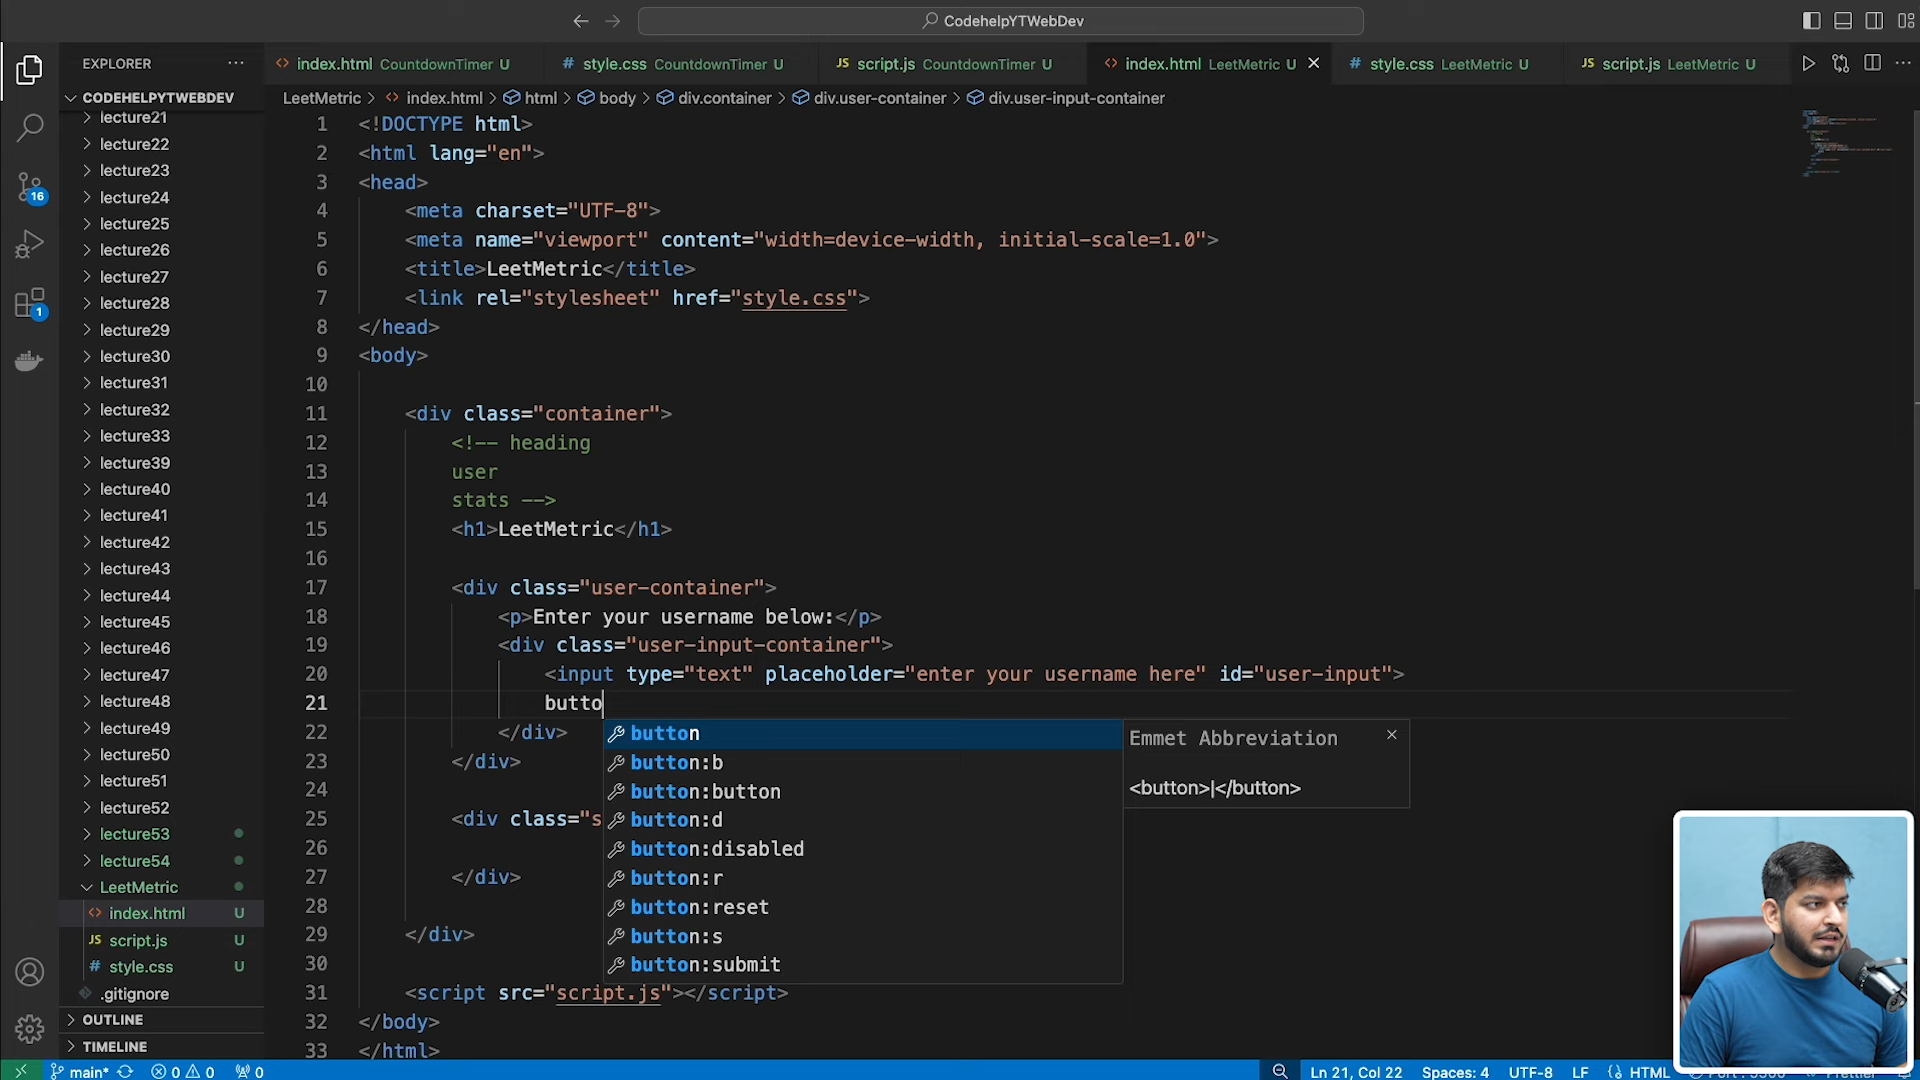 CodehelpYTWebDev
EXPLORER
index.html CountdownTimer U
style.css CountdownTimer U
JS script.js CountdownTimer U
index.html LeetMetric U
style.css LeetMetric U
JS script.js LeetMetric U
LeetMetric > index.html > html > body > div.container > div.user-container > div.user-input-container
CODEHELPYTWEBDEV
lecture21
lecture22
lecture23
lecture24
lecture25
lecture26
lecture27
lecture28
lecture29
lecture30
lecture31
lecture32
lecture33
lecture39
lecture40
lecture41
lecture42
lecture43
lecture44
lecture45
lecture46
lecture47
lecture48
lecture49
lecture50
lecture51
lecture52
lecture53
lecture54
LeetMetric
index.html U
JS script.js U
# style.css U
.gitignore
OUTLINE
TIMELINE
16
1
1 <!DOCTYPE html>
2 <html lang="en">
3 <head>
4 <meta charset="UTF-8">
5 <meta name="viewport" content="width=device-width, initial-scale=1.0">
6 <title>LeetMetric</title>
7 <link rel="stylesheet" href="style.css">
8 </head>
9 <body>
10
11 <div class="container">
12 <!-- heading
13 user
14 stats -->
15 <h1>LeetMetric</h1>
16
17 <div class="user-container">
18 <p>Enter your username below:</p>
19 <div class="user-input-container">
20 <input type="text" placeholder="enter your username here" id="user-input">
21 butto
22 </div>
23 </div>
24
25 <div class="s
26
27 </div>
28
29 </div>
30
31 <script src="script.js"></script>
32 </body>
33 </html>
button
button:b
button:button
button:d
button:disabled
button:r
button:reset
button:s
button:submit
Emmet Abbreviation
<button>|</button>
main* 0 0 0
Ln 21, Col 22 Spaces: 4 UTF-8 LF {} HTML